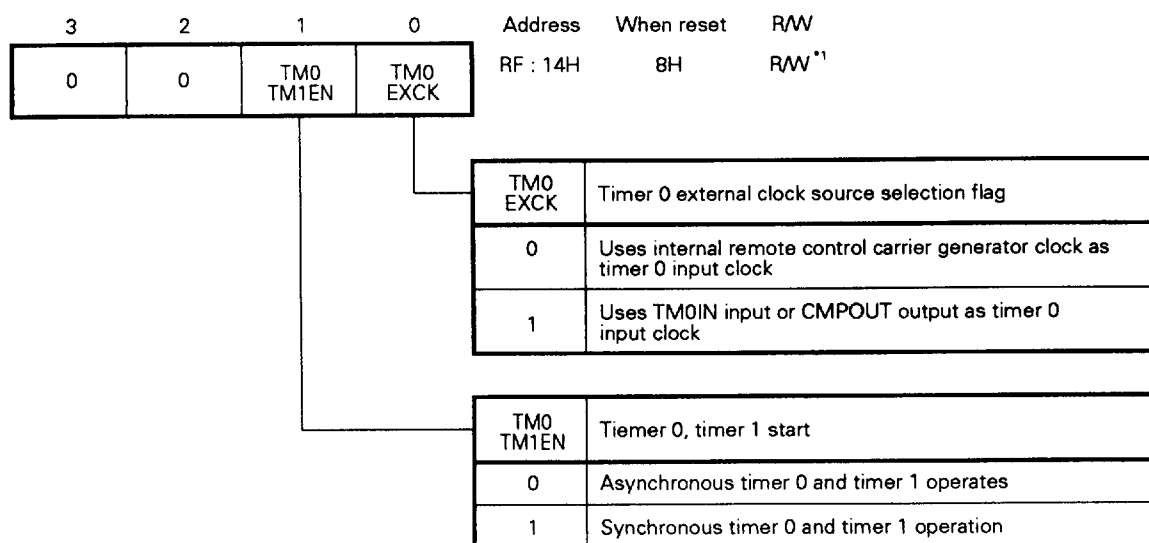 3 2 1 0 Address When reset R/W
0 0 TM0 TM1EN TM0 EXCK RF : 14H 8H R/W *1
TM0 EXCK Timer 0 external clock source selection flag
0 Uses internal remote control carrier generator clock as
timer 0 input clock
1 Uses TM0IN input or CMPOUT output as timer 0
input clock
TM0 TM1EN Tiemer 0, timer 1 start
0 Asynchronous timer 0 and timer 1 operates
1 Synchronous timer 0 and timer 1 operation